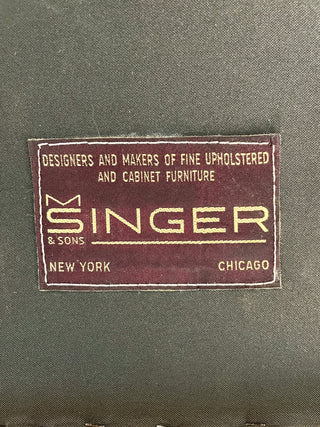 DESIGNERS AND MAKERS OF FINE UPHOLSTERED
AND CABINET FURNITURE
M
SINGER
& SONS
NEW YORK CHICAGO